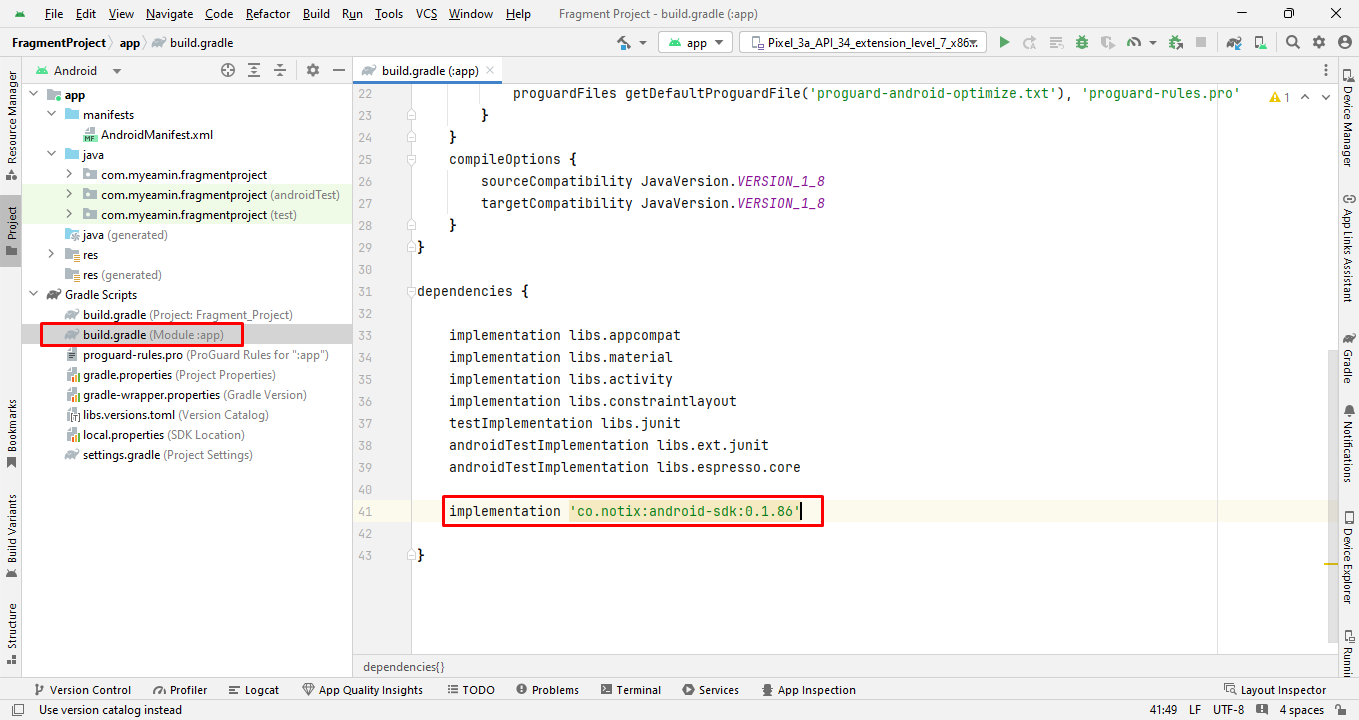 File Edit View Navigate Code Refactor Build Run Tools VCS Window Help Fragment Project - build.gradle (:app)
FragmentProject app build.gradle
app
Pixel_3a_API_34_extension_level_7_x86
Resource Manager
Project
Bookmarks
Build Variants
Structure
Android
app
manifests
MF AndroidManifest.xml
java
com.myeamin.fragmentproject
com.myeamin.fragmentproject (androidTest)
com.myeamin.fragmentproject (test)
java (generated)
res
res (generated)
Gradle Scripts
build.gradle (Project: Fragment_Project)
build.gradle (Module :app)
proguard-rules.pro (ProGuard Rules for ":app")
gradle.properties (Project Properties)
gradle-wrapper.properties (Gradle Version)
libs.versions.toml (Version Catalog)
local.properties (SDK Location)
settings.gradle (Project Settings)
build.gradle (:app)
1
22 proguardFiles getDefaultProguardFile('proguard-android-optimize.txt'), 'proguard-rules.pro'
23 }
24 }
25 compileOptions {
26 sourceCompatibility JavaVersion.VERSION_1_8
27 targetCompatibility JavaVersion.VERSION_1_8
28 }
29 }
30
31 dependencies {
32
33 implementation libs.appcompat
34 implementation libs.material
35 implementation libs.activity
36 implementation libs.constraintlayout
37 testImplementation libs.junit
38 androidTestImplementation libs.ext.junit
39 androidTestImplementation libs.espresso.core
40
41 implementation 'co.notix:android-sdk:0.1.86'
42
43 }
dependencies{}
Device Manager
App Links Assistant
Gradle
Notifications
Device Explorer
Runnin
Version Control Profiler Logcat App Quality Insights TODO Problems Terminal Services App Inspection Layout Inspector
Use version catalog instead 41:49 LF UTF-8 4 spaces